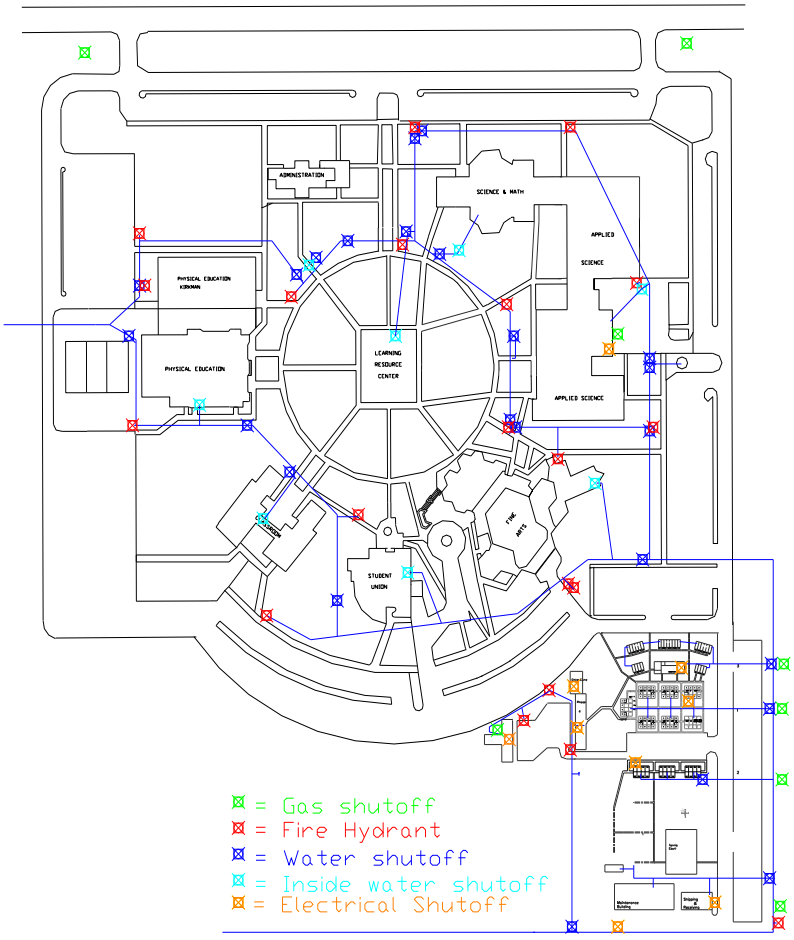 ADMINISTRATION
SCIENCE & MATH
APPLIED
SCIENCE
PHYSICAL EDUCATION
KIRKMAN
LEARNING
RESOURCE
CENTER
PHYSICAL EDUCATION
APPLIED SCIENCE
CLASSROOM
FINE
ARTS
STUDENT
UNION
Maintenance
Building
Shipping
&
Receiving
= Gas shutoff
= Fire Hydrant
= Water shutoff
= Inside water shutoff
= Electrical Shutoff